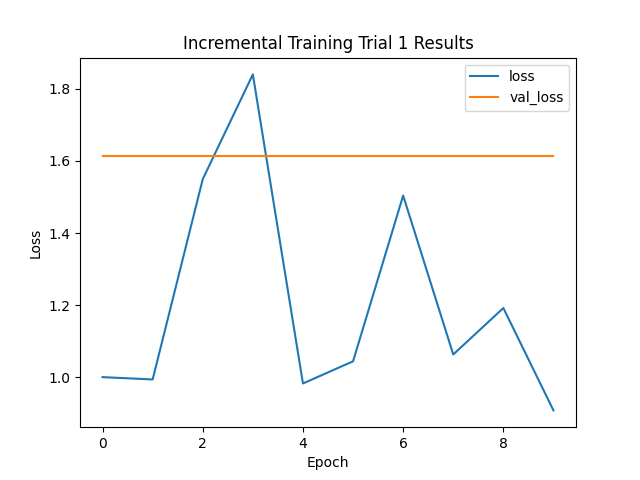 Incremental Training Trial 1 Results
loss
val_loss
1.8
1.6
1.4
1.2
1.0
Loss
0 2 4 6 8
Epoch